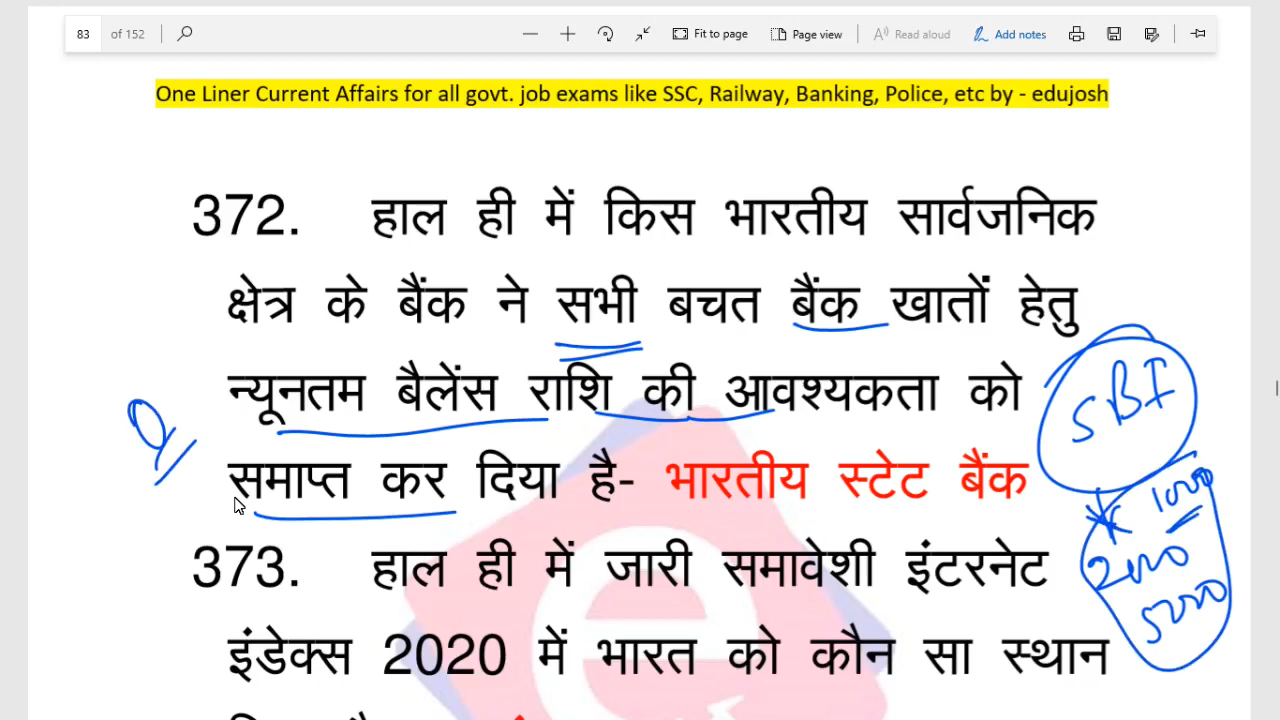 83 of 152
Fit to page
Page view
Read aloud
Add notes
One Liner Current Affairs for all govt. job exams like SSC, Railway, Banking, Police, etc by - edujosh
372. हाल ही में किस भारतीय सार्वजनिक
क्षेत्र के बैंक ने सभी बचत बैंक खातों हेतु
न्यूनतम बैलेंस राशि की आवश्यकता को
समाप्त कर दिया है- भारतीय स्टेट बैंक
SBI
1000
2000
5000
373. हाल ही में जारी समावेशी इंटरनेट
इंडेक्स 2020 में भारत को कौन सा स्थान